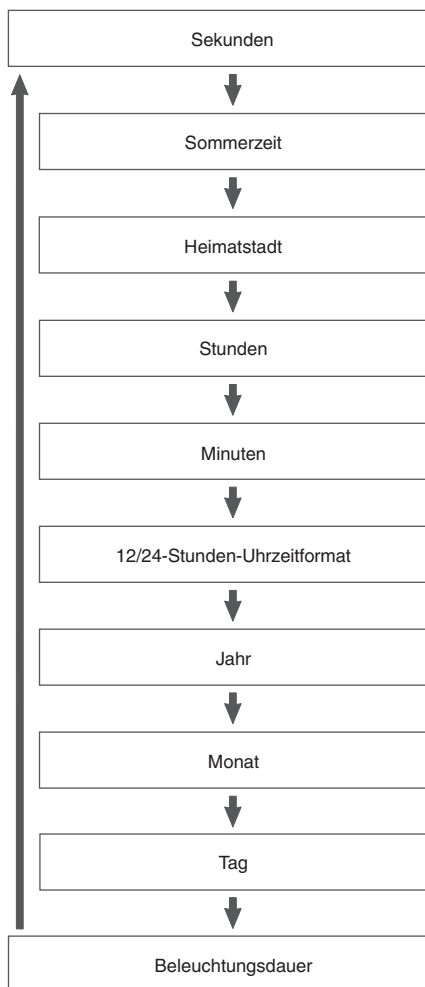 Sekunden
Sommerzeit
Heimatstadt
Stunden
Minuten
12/24-Stunden-Uhrzeitformat
Jahr
Monat
Tag
Beleuchtungsdauer